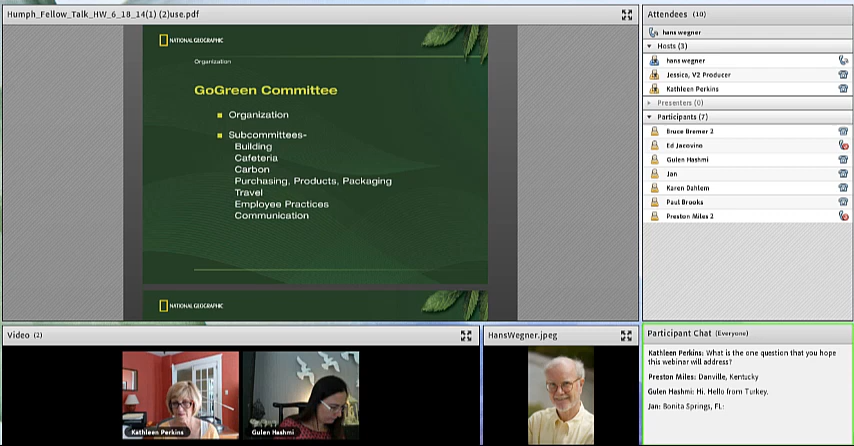 Humph_Fellow_Talk_HW_6_18_14(1) (2)use.pdf
NATIONAL GEOGRAPHIC
Organization
GoGreen Committee
Organization
Subcommittees-
Building
Cafeteria
Carbon
Purchasing, Products, Packaging
Travel
Employee Practices
Communication
NATIONAL GEOGRAPHIC
Attendees (10)
hans wegner
Hosts (3)
hans wegner
Jessica, V2 Producer
Kathleen Perkins
Presenters (0)
Participants (7)
Bruce Bremer 2
Ed Jacovino
Gulen Hashmi
Jan
Karen Dahlem
Paul Brooks
Preston Miles 2
Video (2)
Kathleen Perkins
Gulen Hashmi
HansWegner.jpeg
Participant Chat (Everyone)
Kathleen Perkins: What is the one question that you hope
this webinar will address?
Preston Miles: Danville, Kentucky
Gulen Hashmi: Hi. Hello from Turkey.
Jan: Bonita Springs, FL: